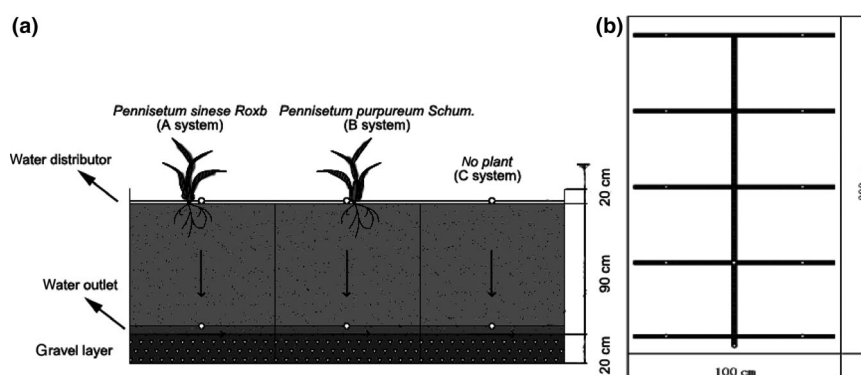 (a)
(b)
Pennisetum sinese Roxb
(A system)
Pennisetum purpureum Schum.
(B system)
No plant
(C system)
Water distributor
Water outlet
Gravel layer
20 cm
90 cm
20 cm
100 cm